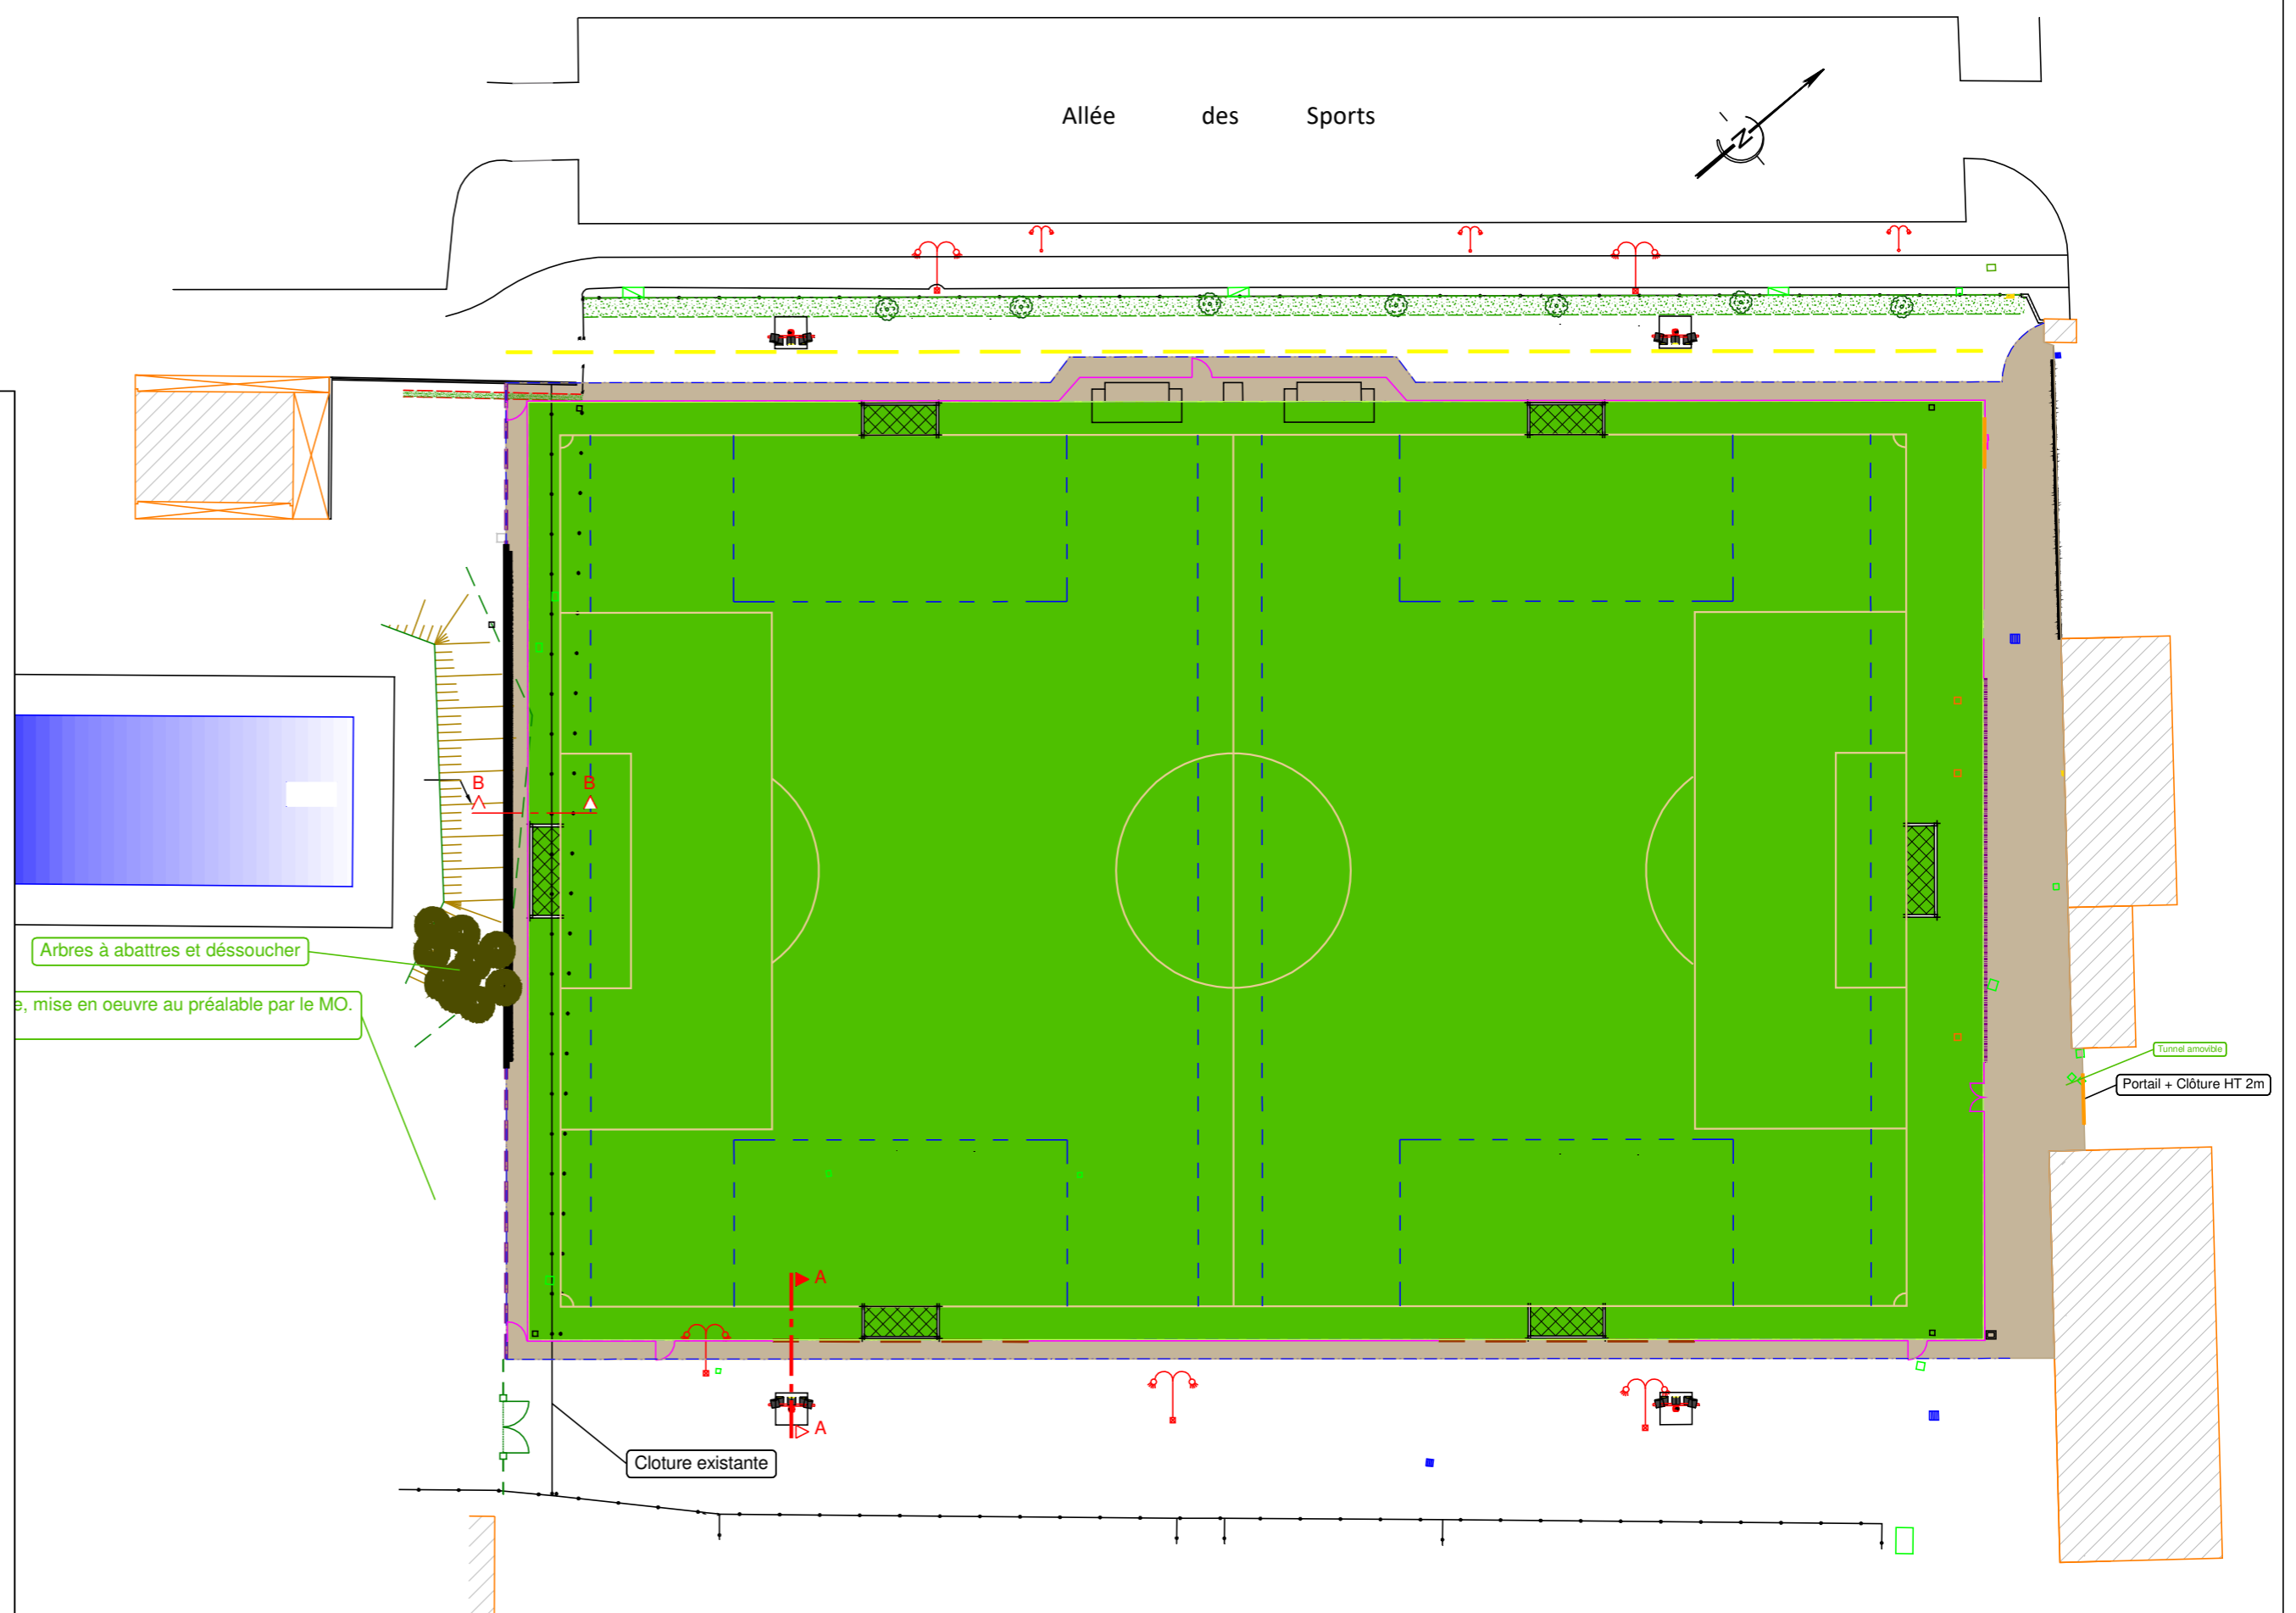 Allée des Sports
N
B B
Arbres à abattres et déssoucher
e, mise en oeuvre au préalable par le MO.
Tunnel amovible
Portail + Clôture HT 2m
A
A
Cloture existante